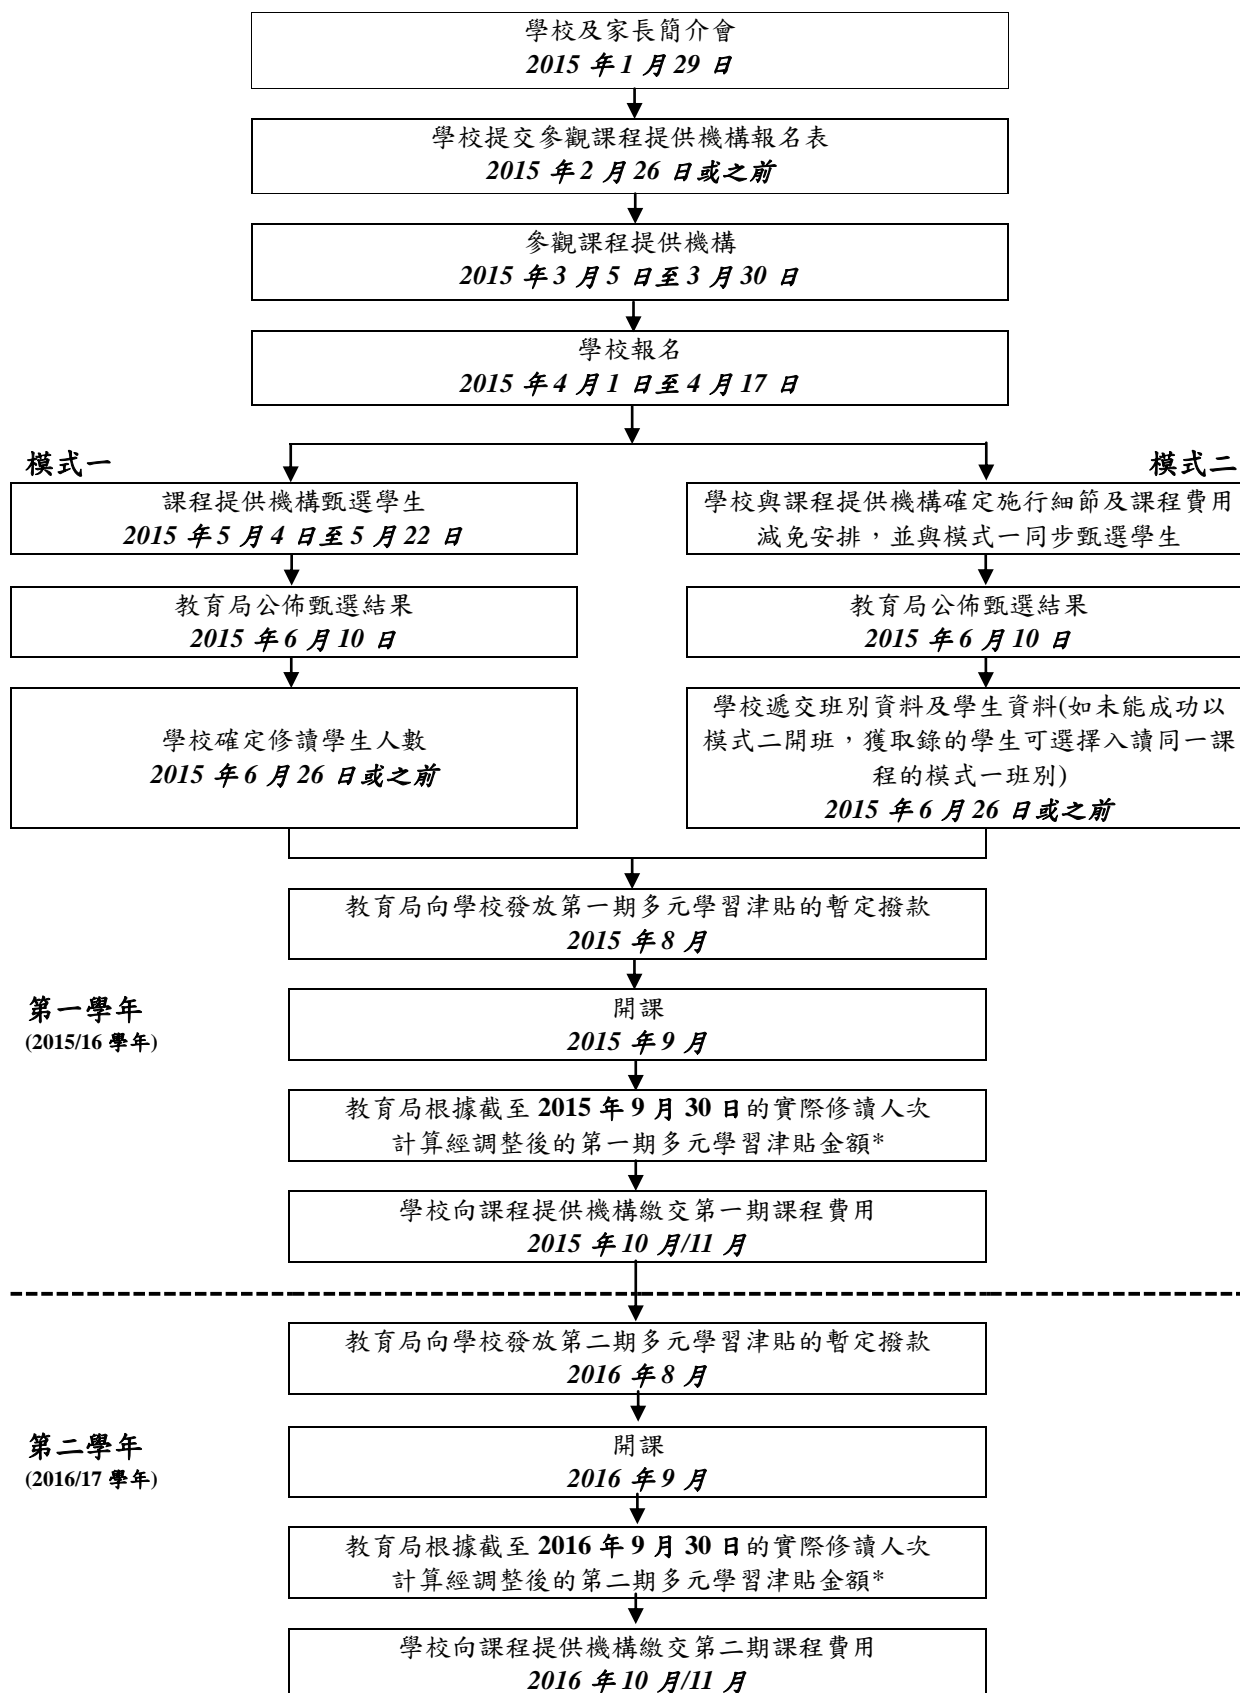 學校及家長簡介會
2015 年 1 月 29 日
學校提交參觀課程提供機構報名表
2015 年 2 月 26 日或之前
參觀課程提供機構
2015 年 3 月 5 日至 3 月 30 日
學校報名
2015 年 4 月 1 日至 4 月 17 日
模式一
課程提供機構甄選學生
2015 年 5 月 4 日至 5 月 22 日
教育局公佈甄選結果
2015 年 6 月 10 日
學校確定修讀學生人數
2015 年 6 月 26 日或之前
模式二
學校與課程提供機構確定施行細節及課程費用
減免安排，並與模式一同步甄選學生
教育局公佈甄選結果
2015 年 6 月 10 日
學校遞交班別資料及學生資料(如未能成功以
模式二開班，獲取錄的學生可選擇入讀同一課
程的模式一班別)
2015 年 6 月 26 日或之前
教育局向學校發放第一期多元學習津貼的暫定撥款
2015 年 8 月
第一學年
(2015/16 學年)
開課
2015 年 9 月
教育局根據截至 2015 年 9 月 30 日的實際修讀人次
計算經調整後的第一期多元學習津貼金額*
學校向課程提供機構繳交第一期課程費用
2015 年 10 月/11 月
教育局向學校發放第二期多元學習津貼的暫定撥款
2016 年 8 月
第二學年
(2016/17 學年)
開課
2016 年 9 月
教育局根據截至 2016 年 9 月 30 日的實際修讀人次
計算經調整後的第二期多元學習津貼金額*
學校向課程提供機構繳交第二期課程費用
2016 年 10 月/11 月